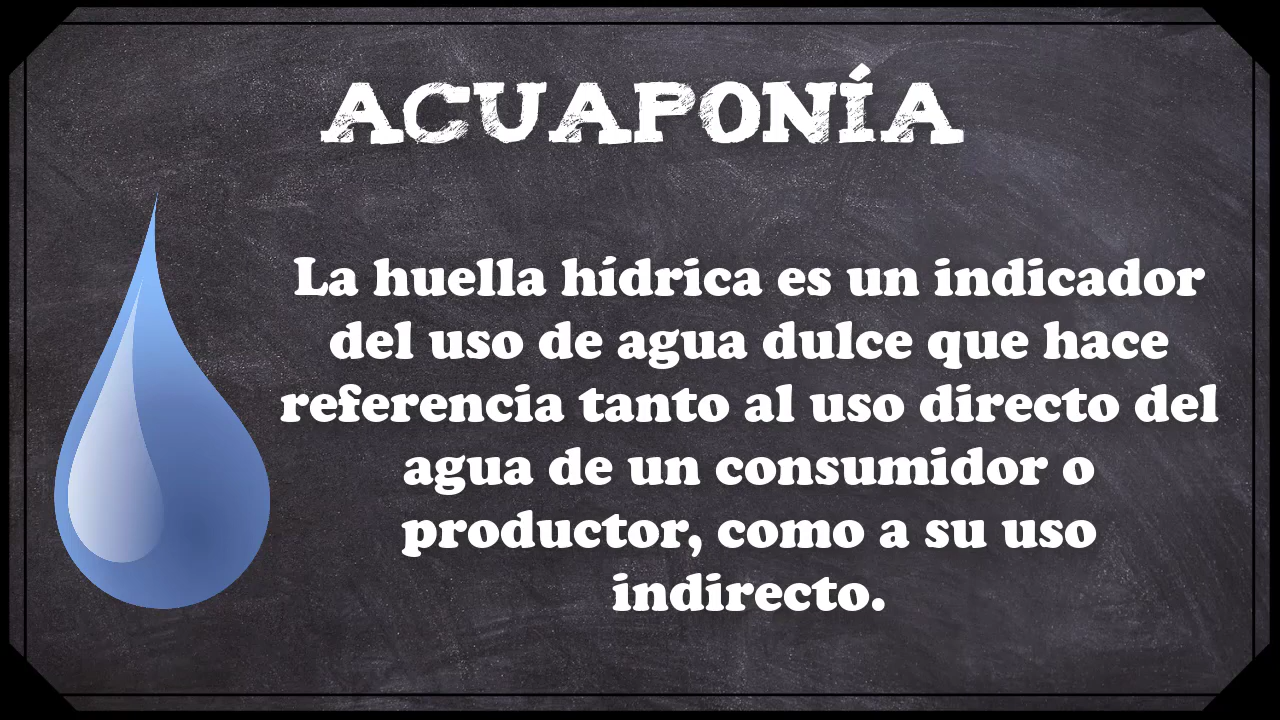 ACUAPONÍA
La huella hídrica es un indicador
del uso de agua dulce que hace
referencia tanto al uso directo del
agua de un consumidor o
productor, como a su uso
indirecto.